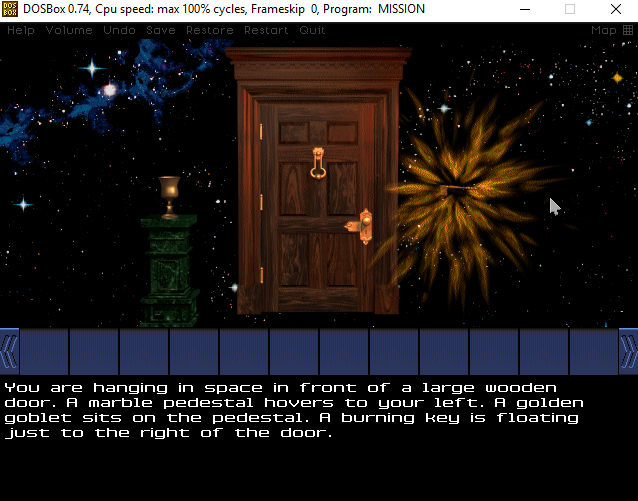 DOS
BOX
DOSBox 0.74, Cpu speed: max 100% cycles, Frameskip 0, Program: MISSION
Help Volume Undo Save Restore Restart Quit Map
You are hanging in space in front of a large wooden
door. A marble pedestal hovers to your left. A golden
goblet sits on the pedestal. A burning key is floating
just to the right of the door.